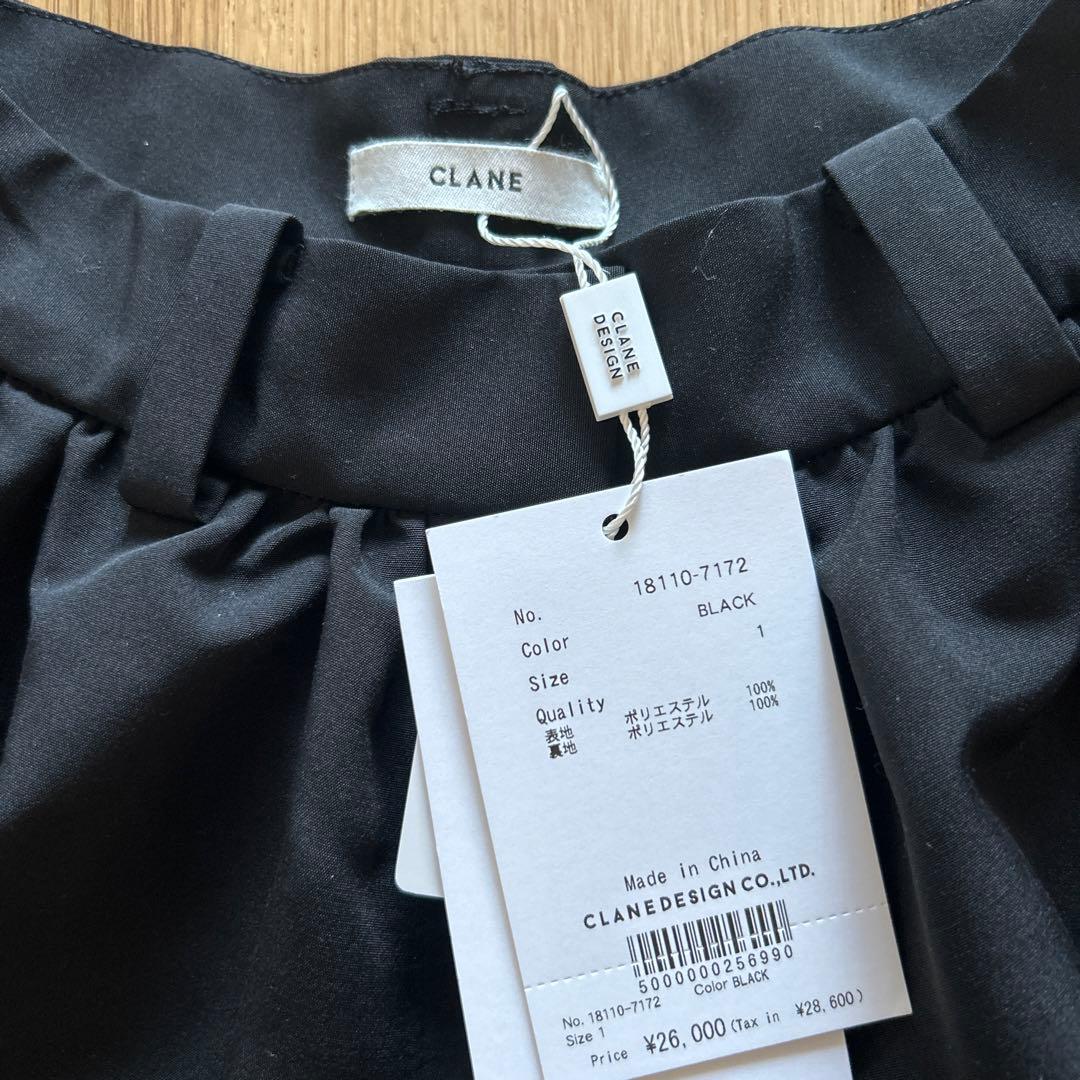 CLANE
CLANE
DESIGN
No. 18110-7172
Color BLACK
Size 1
Quality
表地 ポリエステル 100%
裏地 ポリエステル 100%
Made in China
CLANE DESIGN CO.,LTD.
5000000256990
No. 18110-7172 Color BLACK
Size 1
Price ¥26,000 (Tax in ¥28,600)